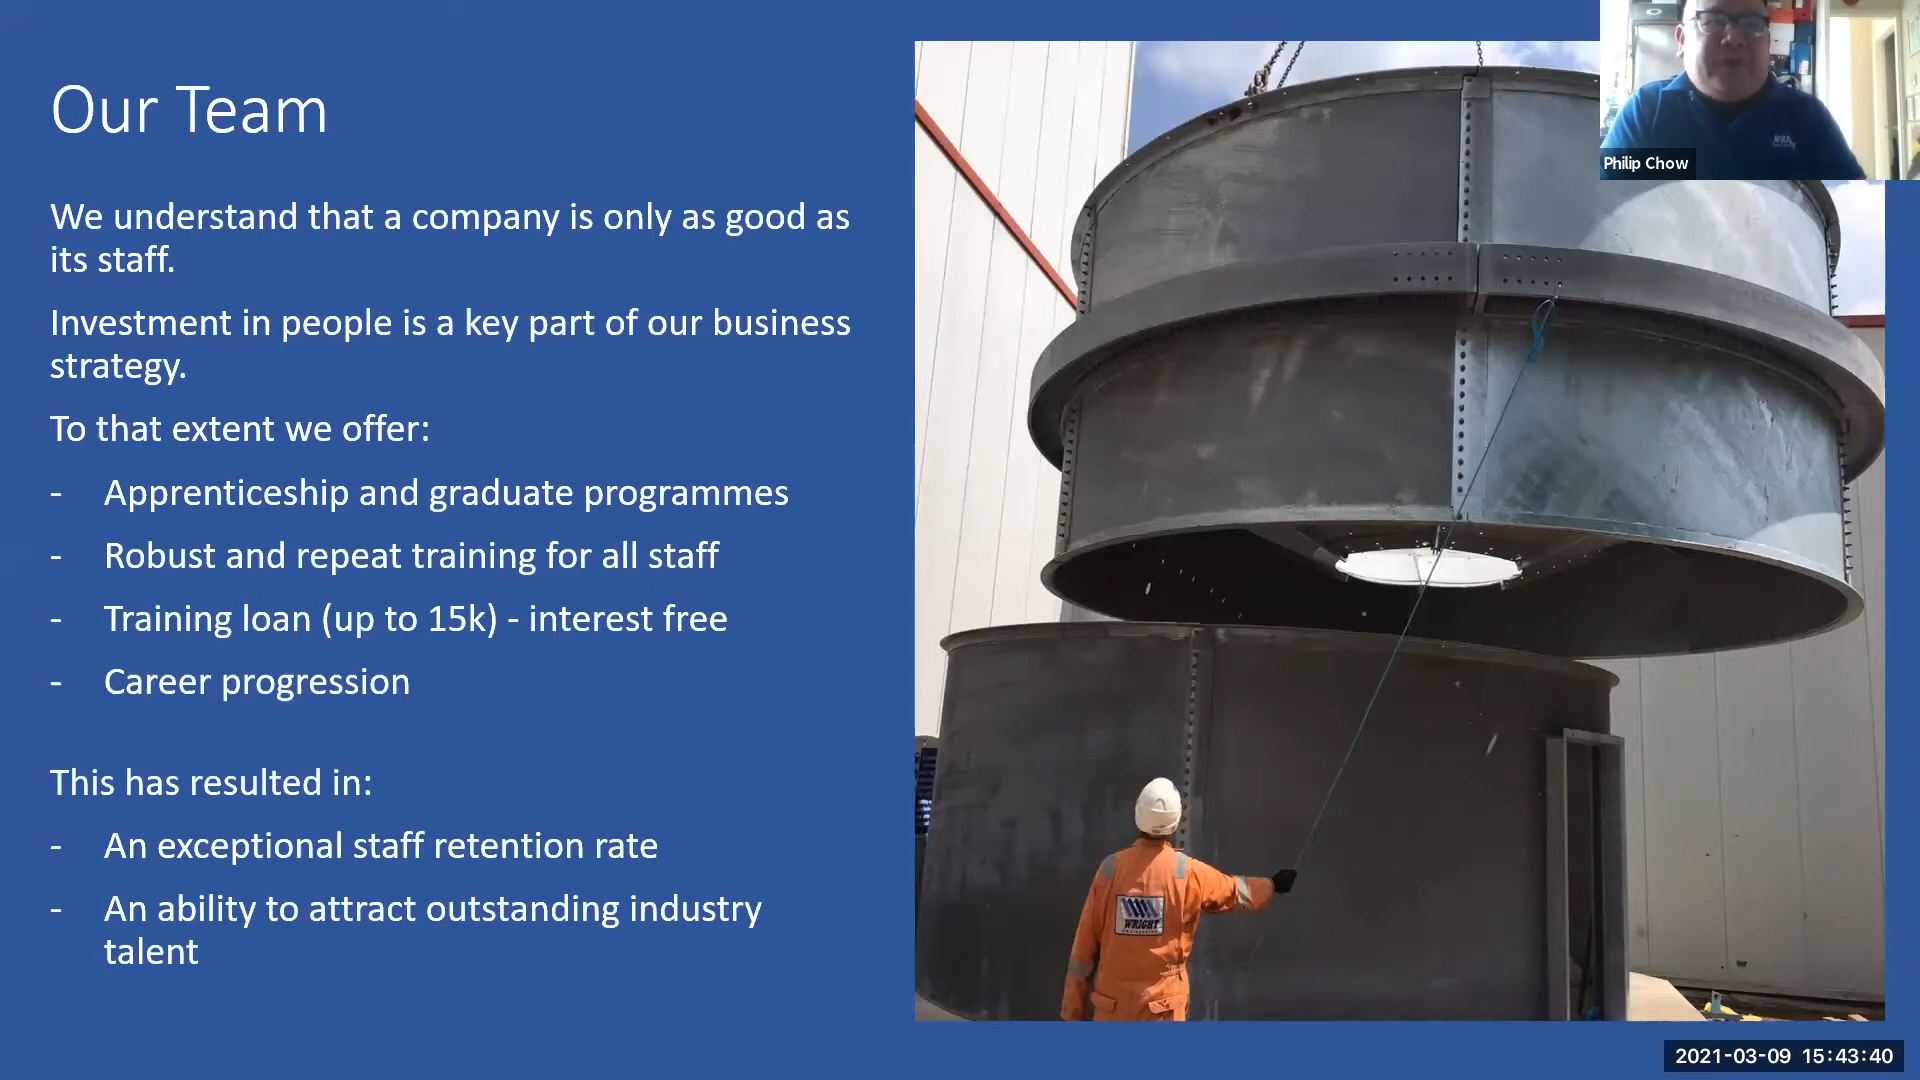 Our Team
We understand that a company is only as good as
its staff.
Investment in people is a key part of our business
strategy.
To that extent we offer:
- Apprenticeship and graduate programmes
- Robust and repeat training for all staff
- Training loan (up to 15k) - interest free
- Career progression
This has resulted in:
- An exceptional staff retention rate
- An ability to attract outstanding industry
talent
Philip Chow
WRIGHT
2021-03-09 15:43:40